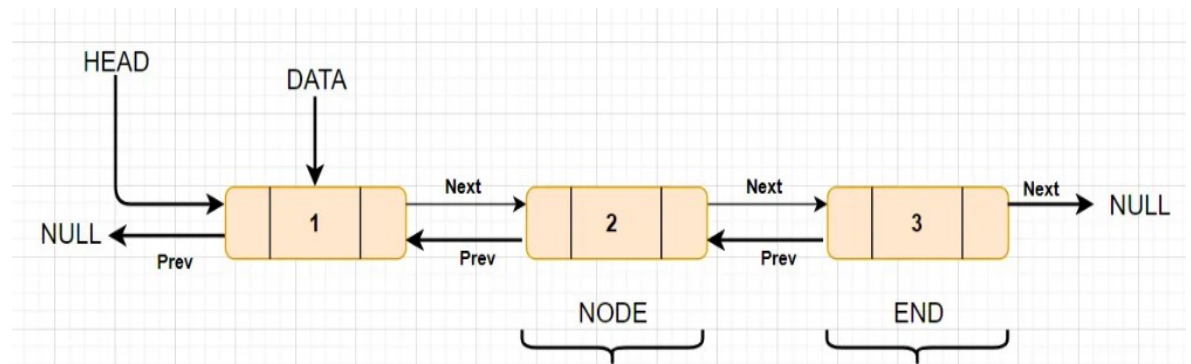 HEAD
DATA
Next
Next
Next
1
2
3
NULL
NULL
Prev
Prev
Prev
NODE
END